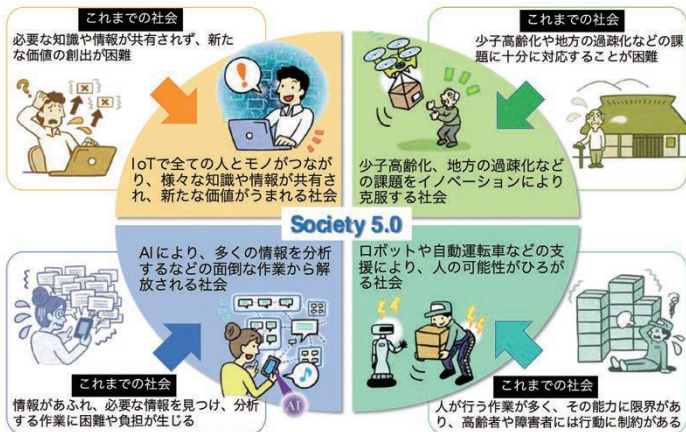 これまでの社会
必要な知識や情報が共有されず、新た
な価値の創出が困難
これまでの社会
少子高齢化や地方の過疎化などの課
題に十分に対応することが困難
IoTで全ての人とモノがつなが
り、様々な知識や情報が共有さ
れ、新たな価値がうまれる社会
少子高齢化、地方の過疎化など
の課題をイノベーションにより
克服する社会
Society 5.0
AIにより、多くの情報を分析
するなどの面倒な作業から解
放される社会
ロボットや自動運転車などの支
援により、人の可能性がひろが
る社会
AI
これまでの社会
情報があふれ、必要な情報を見つけ、分析
する作業に困難や負担が生じる
これまでの社会
人が行う作業が多く、その能力に限界があ
り、高齢者や障害者には行動に制約がある